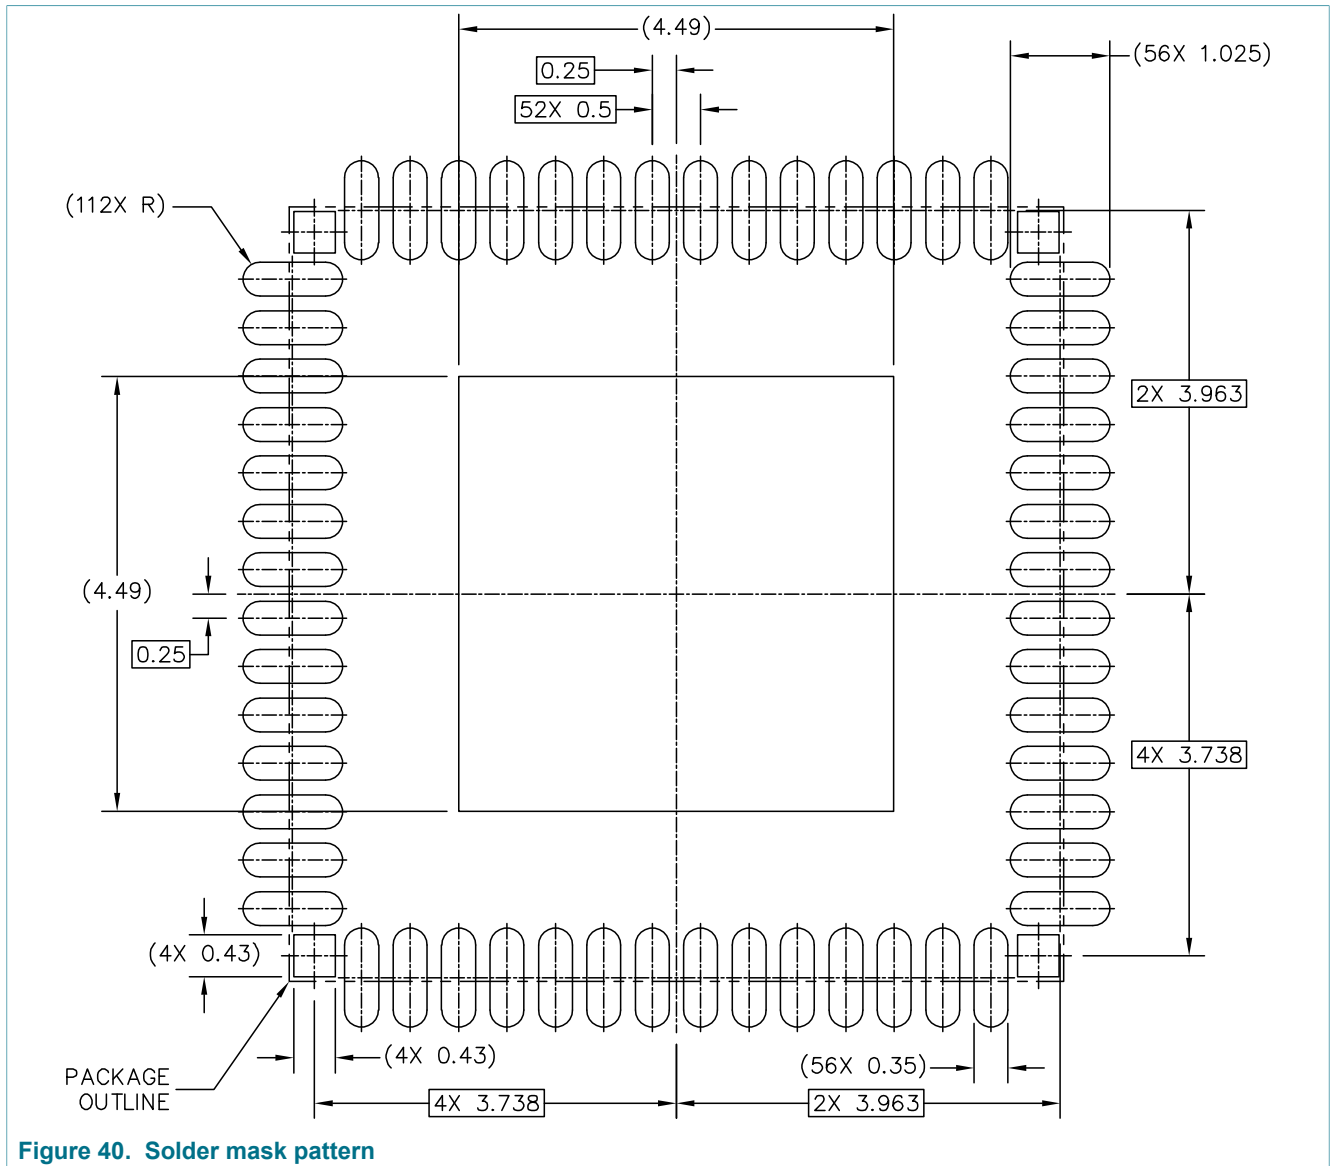 (4.49)
(56X 1.025)
0.25
52X 0.5
(112X R)
2X 3.963
(4.49)
0.25
4X 3.738
(4X 0.43)
(4X 0.43)
(56X 0.35)
PACKAGE
OUTLINE
4X 3.738
2X 3.963
Figure 40. Solder mask pattern